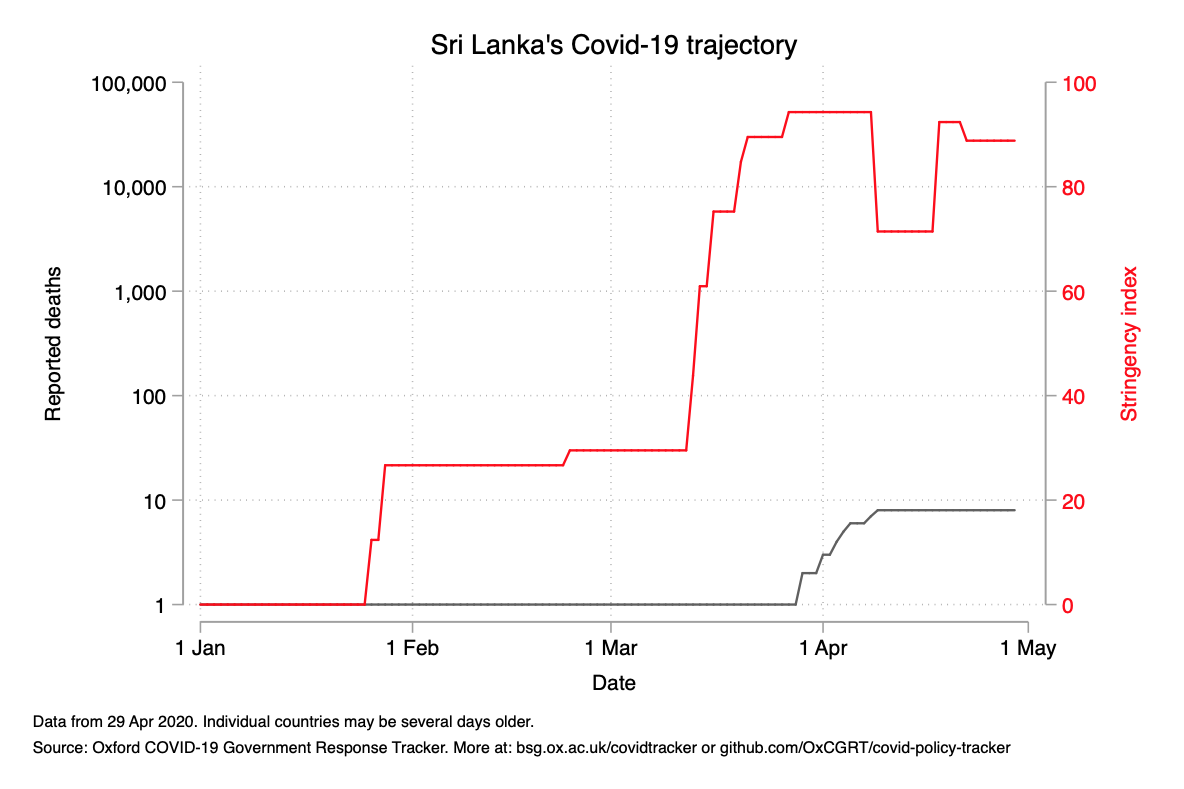 Sri Lanka's Covid-19 trajectory
100,000
10,000
1,000
100
10
1
Reported deaths
100
80
60
40
20
0
Stringency index
1 Jan
1 Feb
1 Mar
1 Apr
1 May
Date
Data from 29 Apr 2020. Individual countries may be several days older.
Source: Oxford COVID-19 Government Response Tracker. More at: bsg.ox.ac.uk/covidtracker or github.com/OxCGRT/covid-policy-tracker